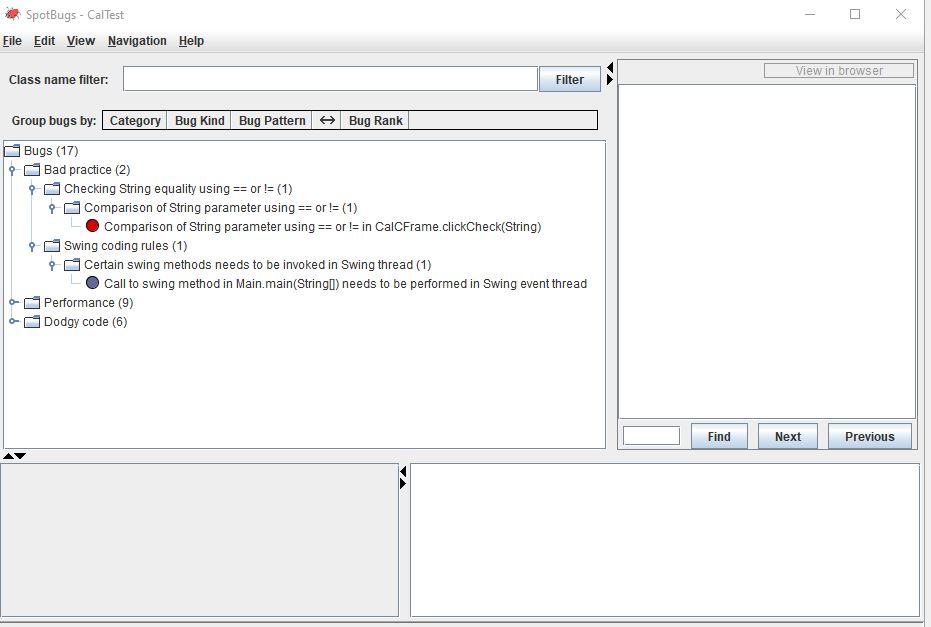 SpotBugs - CalTest
File Edit View Navigation Help
Class name filter: Filter
View in browser
Group bugs by: Category Bug Kind Bug Pattern ↔ Bug Rank
Bugs (17)
Bad practice (2)
Checking String equality using == or != (1)
Comparison of String parameter using == or != (1)
Comparison of String parameter using == or != in CalCFrame.clickCheck(String)
Swing coding rules (1)
Certain swing methods needs to be invoked in Swing thread (1)
Call to swing method in Main.main(String[]) needs to be performed in Swing event thread
Performance (9)
Dodgy code (6)
Find Next Previous